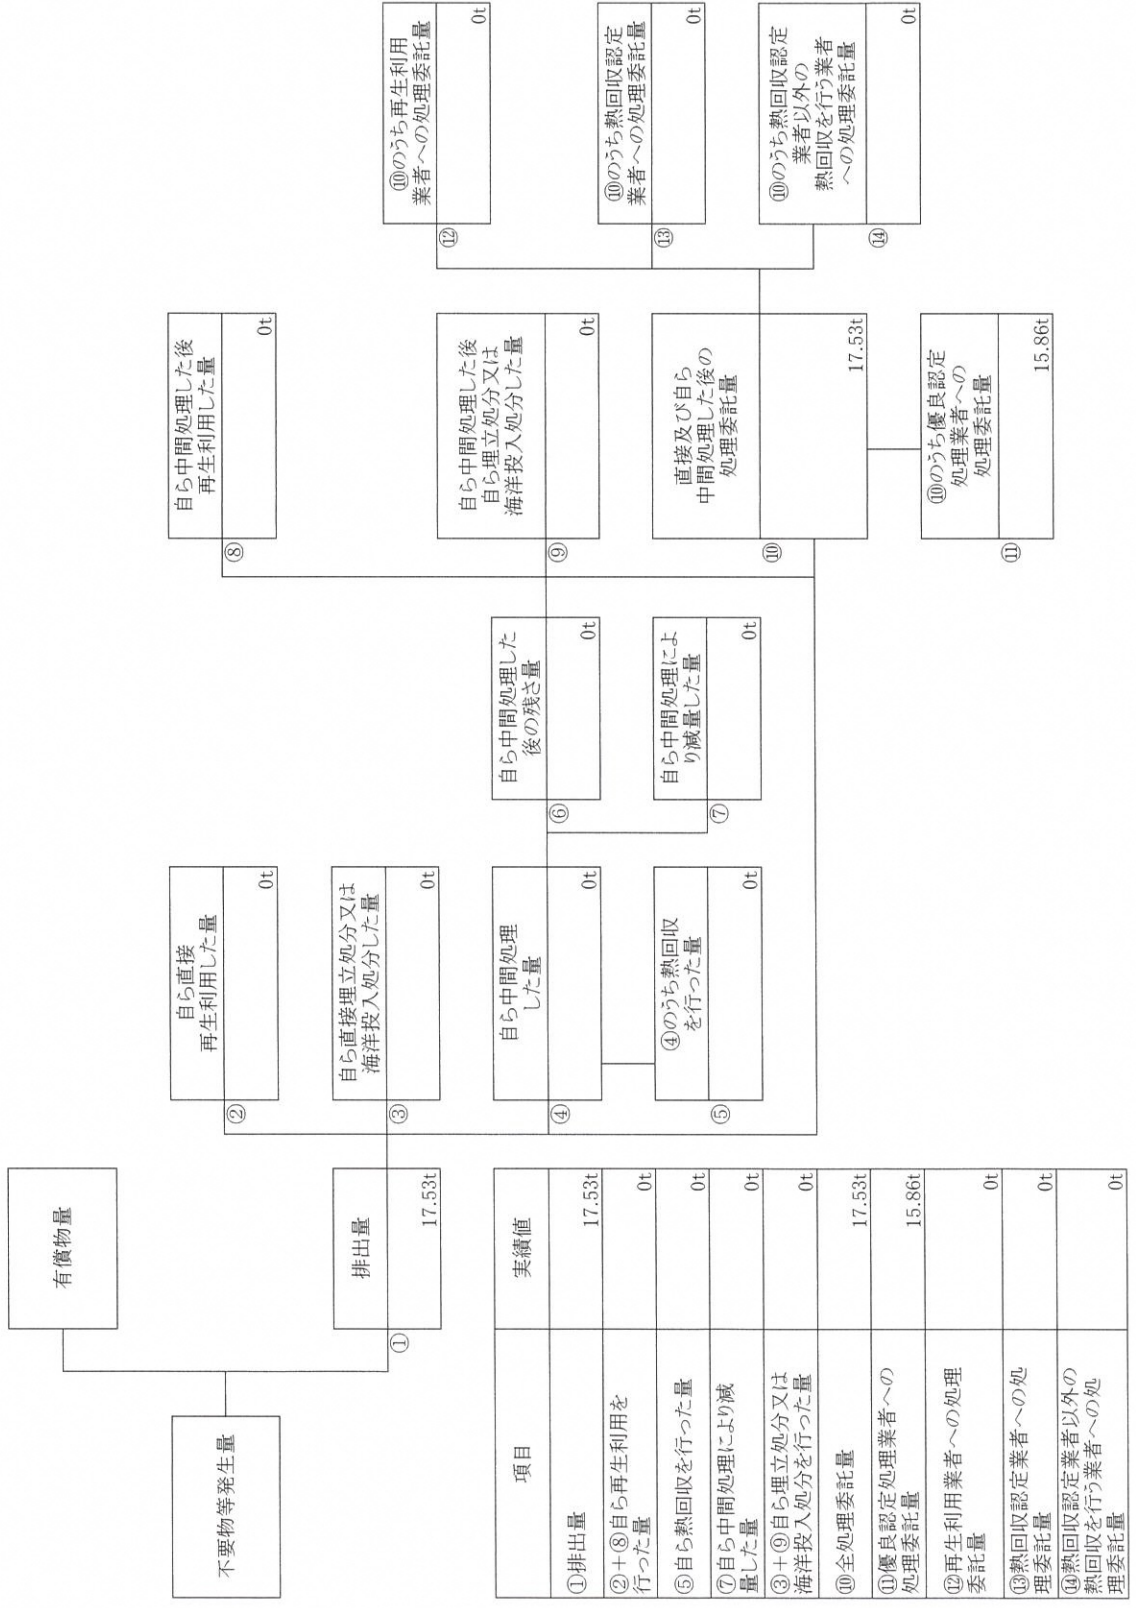 不要物等発生量
有償物量
①
排出量
17.53t
②
自ら直接
再生利用した量
0t
③
自ら直接埋立処分又は
海洋投入処分した量
0t
④
自ら中間処理
した量
0t
⑤
④のうち熱回収
を行った量
0t
⑥
自ら中間処理した
後の残さ量
0t
⑦
自ら中間処理によ
り減量した量
0t
⑧
自ら中間処理した後
再生利用した量
0t
⑨
自ら中間処理した後
自ら埋立処分又は
海洋投入処分した量
0t
⑩
直接及び自ら
中間処理した後の
処理委託量
17.53t
⑪
⑩のうち優良認定
処理業者への
処理委託量
15.86t
⑫
⑩のうち再生利用
業者への処理委託量
0t
⑬
⑩のうち熱回収認定
業者への処理委託量
0t
⑭
⑩のうち熱回収認定
業者以外の
熱回収を行う業者
への処理委託量
0t
項目 実績値
①排出量 17.53t
②+⑧自ら再生利用を
行った量 0t
⑤自ら熱回収を行った量 0t
⑦自ら中間処理により減
量した量 0t
③+⑨自ら埋立処分又は
海洋投入処分を行った量 0t
⑩全処理委託量 17.53t
⑪優良認定処理業者への
処理委託量 15.86t
⑫再生利用業者への処理
委託量 0t
⑬熱回収認定業者への処
理委託量 0t
⑭熱回収認定業者以外の
熱回収を行う業者への処
理委託量 0t